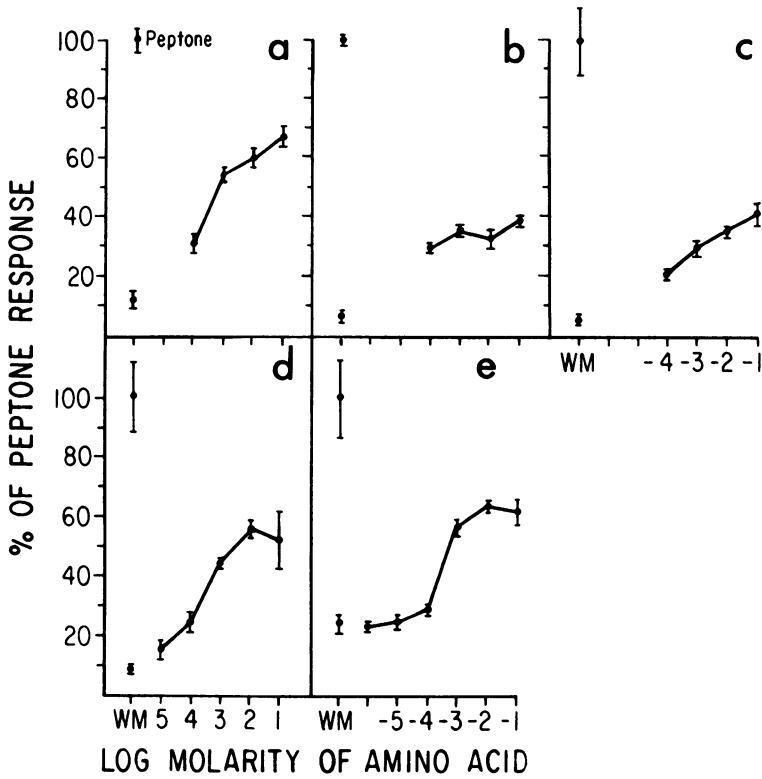 % OF PEPTONE RESPONSE
100
80
60
40
20
Peptone
a
b
c
WM -4 -3 -2 -1
100
80
60
40
20
d
e
WM 5 4 3 2 1
WM -5 -4 -3 -2 -1
LOG MOLARITY OF AMINO ACID